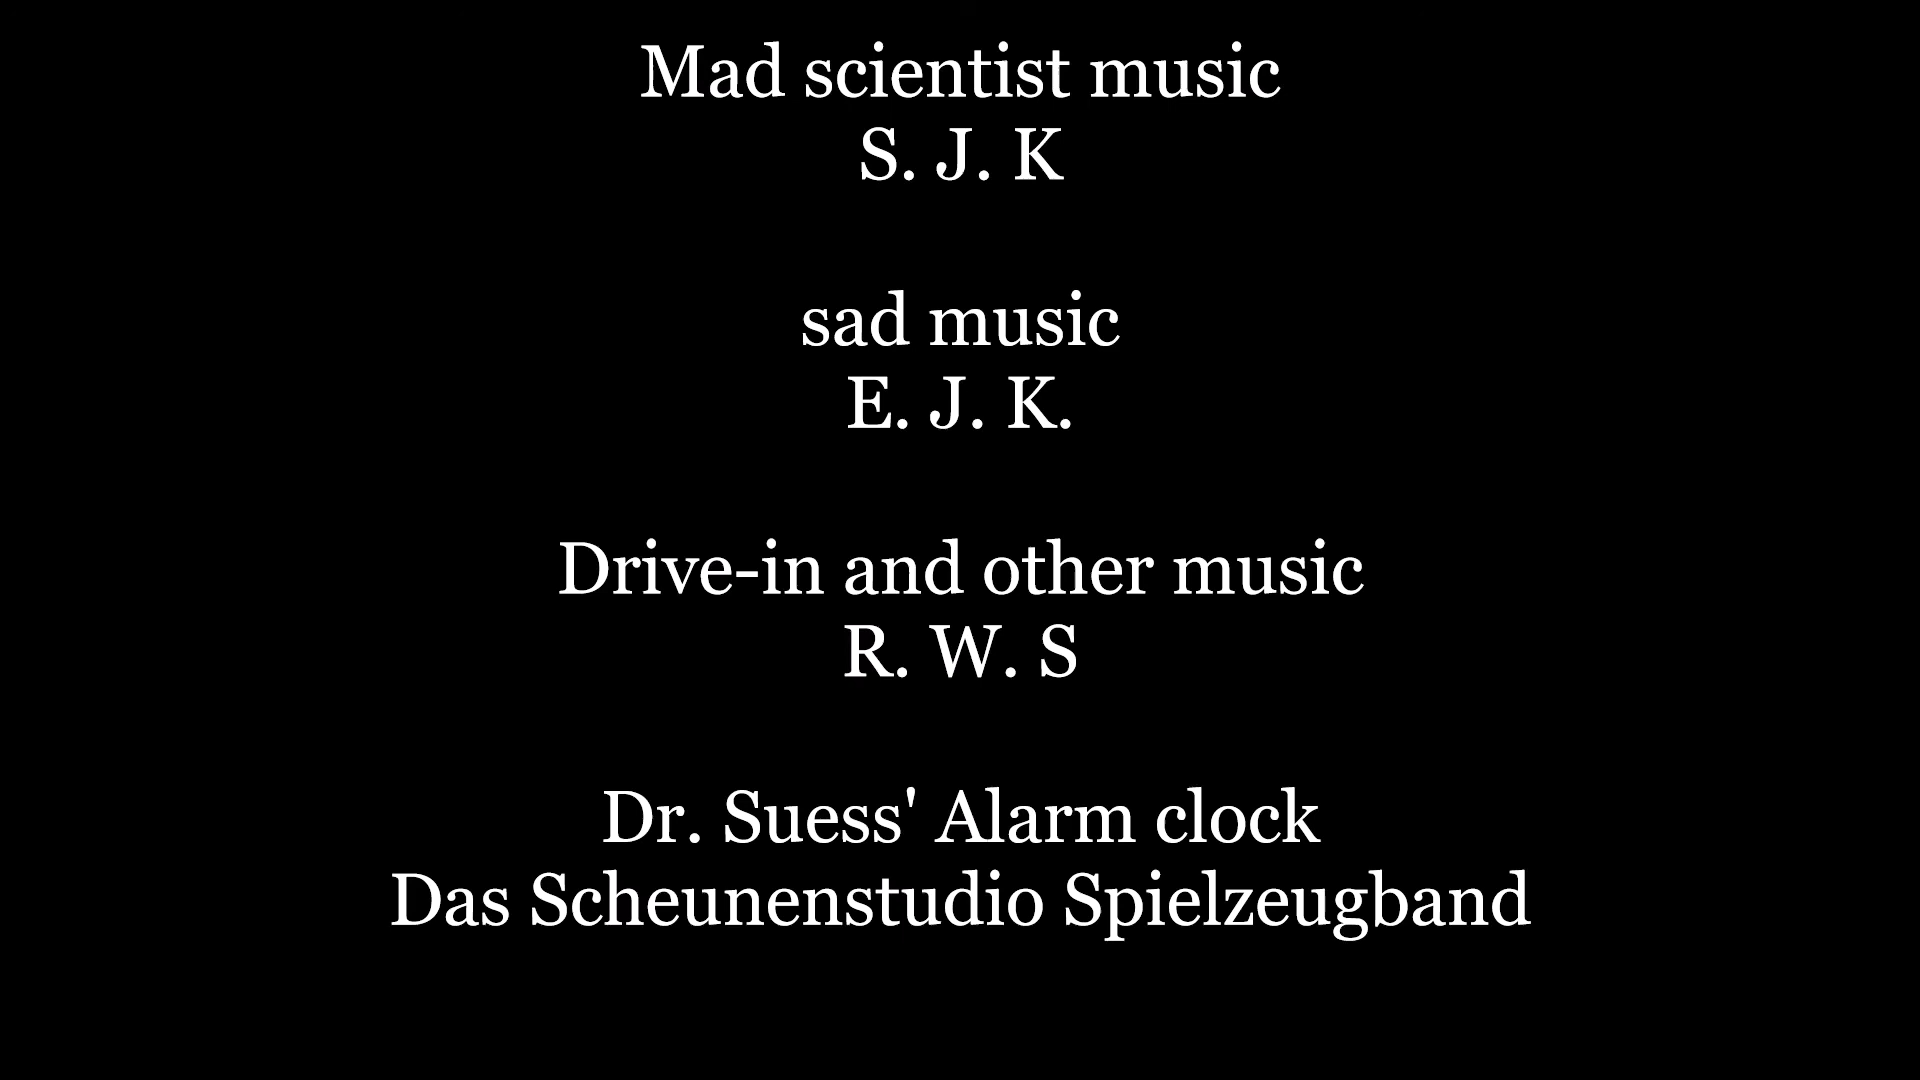 Mad scientist music
S. J. K
sad music
E. J. K.
Drive-in and other music
R. W. S
Dr. Suess' Alarm clock
Das Scheunenstudio Spielzeugband